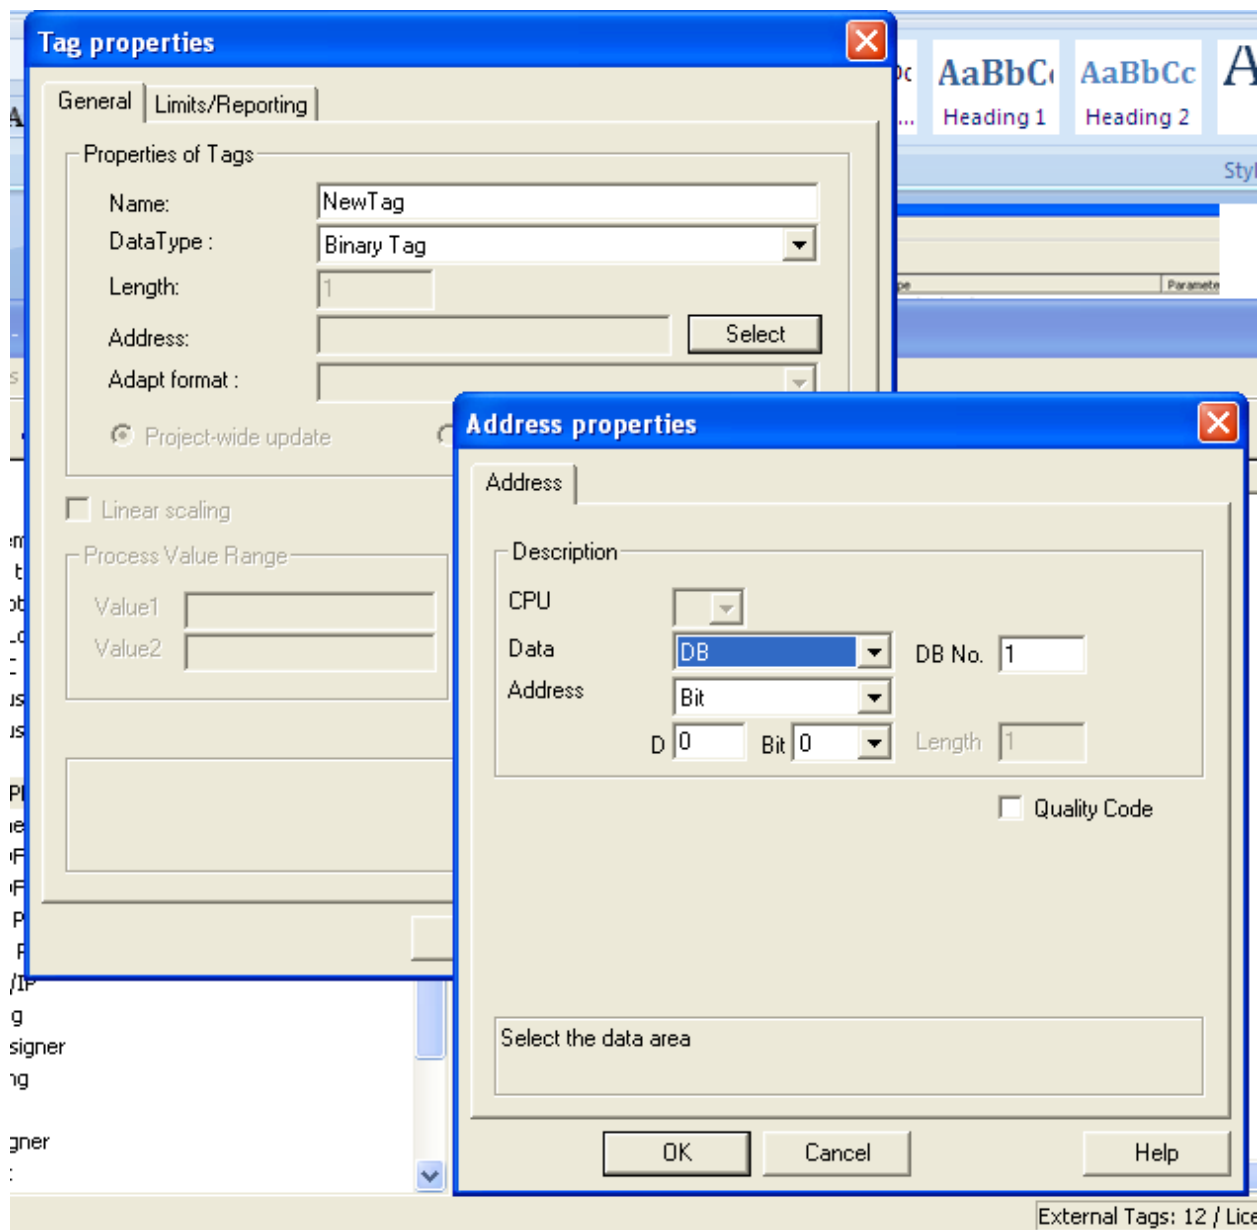 Tag properties
AaBbC AaBbCc
... Heading 1 Heading 2
General Limits/Reporting
Properties of Tags
Name: NewTag
DataType : Binary Tag
Length: 1
Address: Select
Adapt format :
Project-wide update
Linear scaling
Process Value Range
Value1
Value2
Address properties
Address
Description
CPU
Data DB DB No. 1
Address Bit
D 0 Bit 0 Length 1
Quality Code
Select the data area
OK Cancel Help
/IP
g
signer
ng
gner
External Tags: 12 / Lice